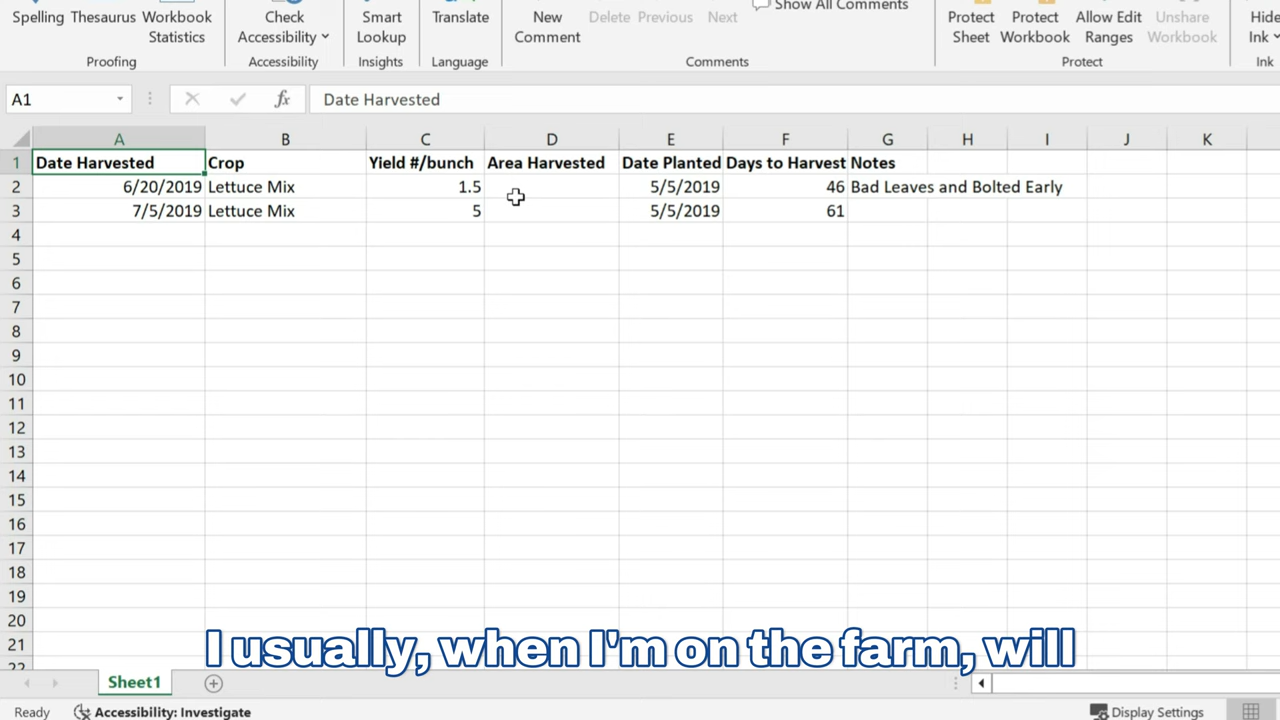 Show All Comments
Spelling Thesaurus Workbook Statistics
Check Accessibility
Smart Lookup
Translate
New Comment
Delete Previous Next
Protect Sheet
Protect Workbook
Allow Edit Ranges
Unshare Workbook
Hide Ink
Proofing Accessibility Insights Language Comments Protect Ink
A1 fx Date Harvested
A B C D E F G H I J K
1 Date Harvested Crop Yield #/bunch Area Harvested Date Planted Days to Harvest Notes
2 6/20/2019 Lettuce Mix 1.5 5/5/2019 46 Bad Leaves and Bolted Early
3 7/5/2019 Lettuce Mix 5 5/5/2019 61
4
5
6
7
8
9
10
11
12
13
14
15
16
17
18
19
20
21
22
I usually, when I'm on the farm, will
Sheet1
Ready Accessibility: Investigate Display Settings